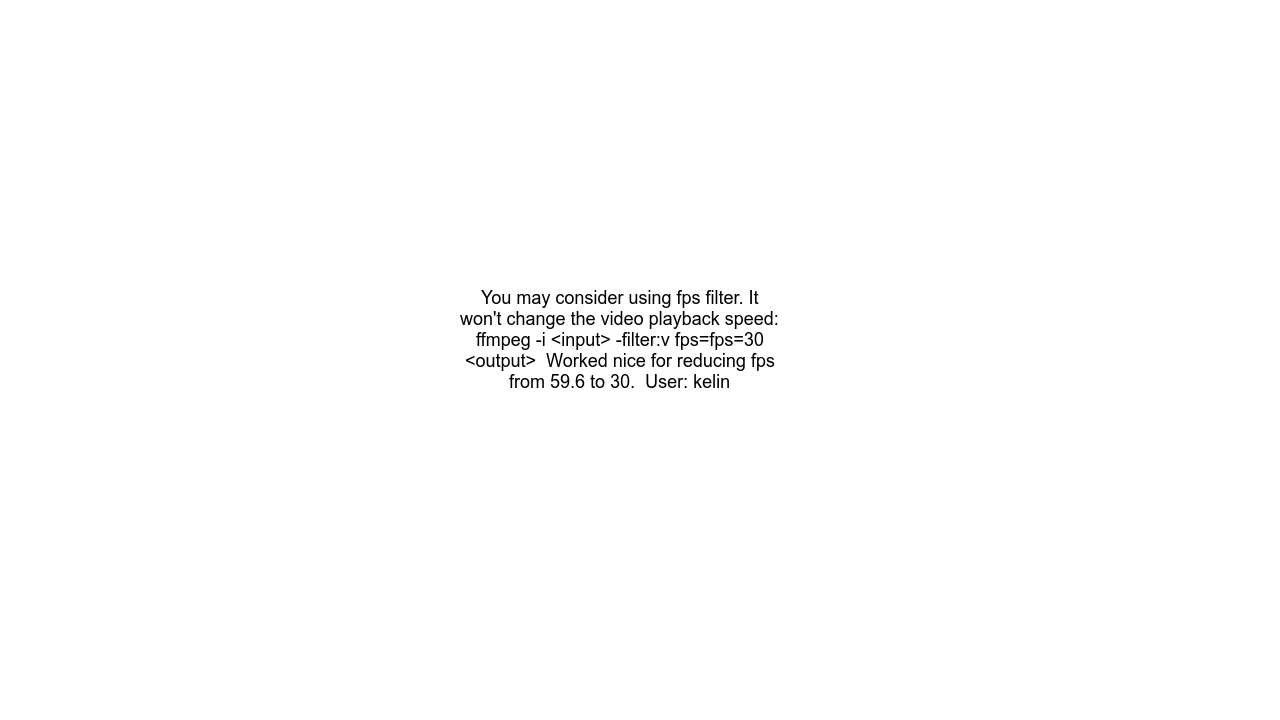 You may consider using fps filter. It
won't change the video playback speed:
ffmpeg -i <input> -filter:v fps=fps=30
<output>  Worked nice for reducing fps
from 59.6 to 30.  User: kelin